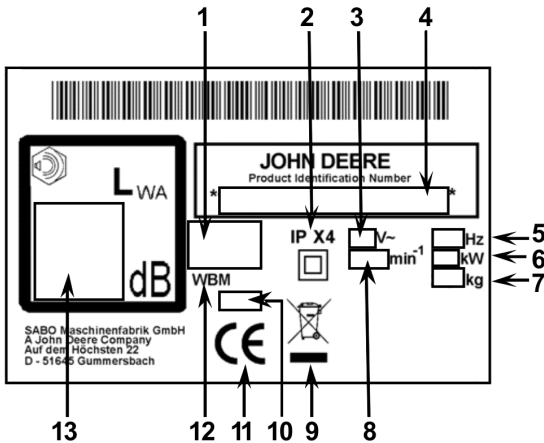 1 2 3 4
JOHN DEERE
Product Identification Number
* *
LWA
IP X4
V~
Hz
5
min-1
kW
6
kg
7
dB
WBM
CE
SABO Maschinenfabrik GmbH
A John Deere Company
Auf dem Höchsten 22
D - 51645 Gummersbach
13 12 11 10 9 8